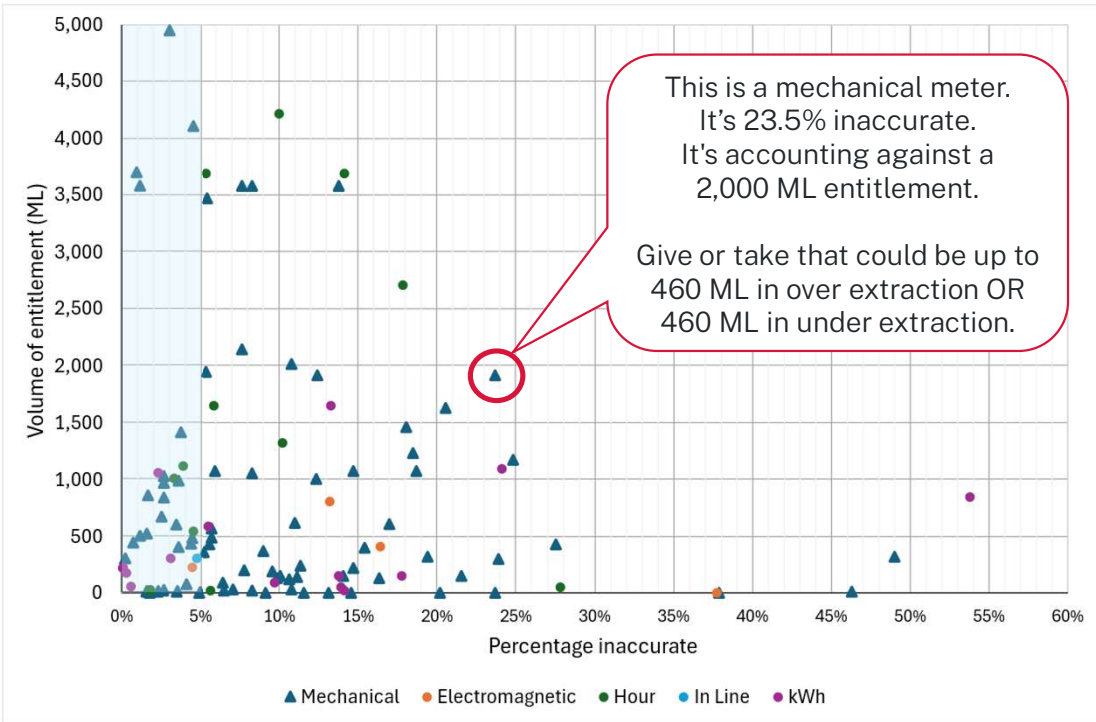 5,000
4,500
4,000
3,500
3,000
2,500
2,000
1,500
1,000
500
0
Volume of entitlement (ML)
This is a mechanical meter.
It’s 23.5% inaccurate.
It's accounting against a
2,000 ML entitlement.
Give or take that could be up to
460 ML in over extraction OR
460 ML in under extraction.
0% 5% 10% 15% 20% 25% 30% 35% 40% 45% 50% 55% 60%
Percentage inaccurate
Mechanical Electromagnetic Hour In Line kWh